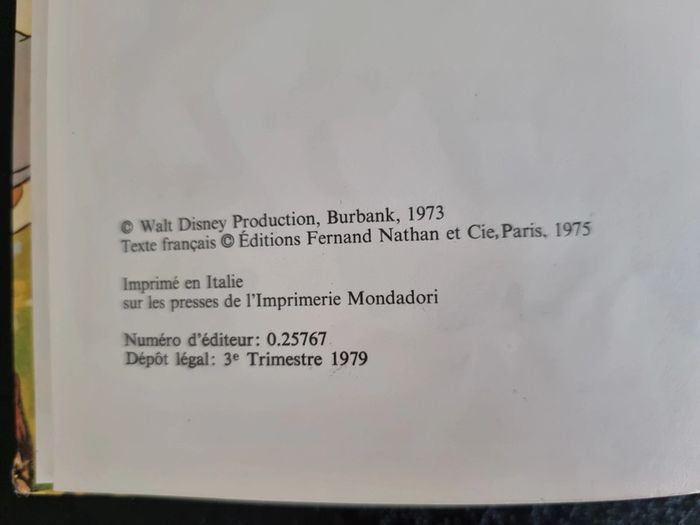 © Walt Disney Production, Burbank, 1973
Texte français © Éditions Fernand Nathan et Cie, Paris, 1975
Imprimé en Italie
sur les presses de l'Imprimerie Mondadori
Numéro d'éditeur: 0.25767
Dépôt légal: 3e Trimestre 1979